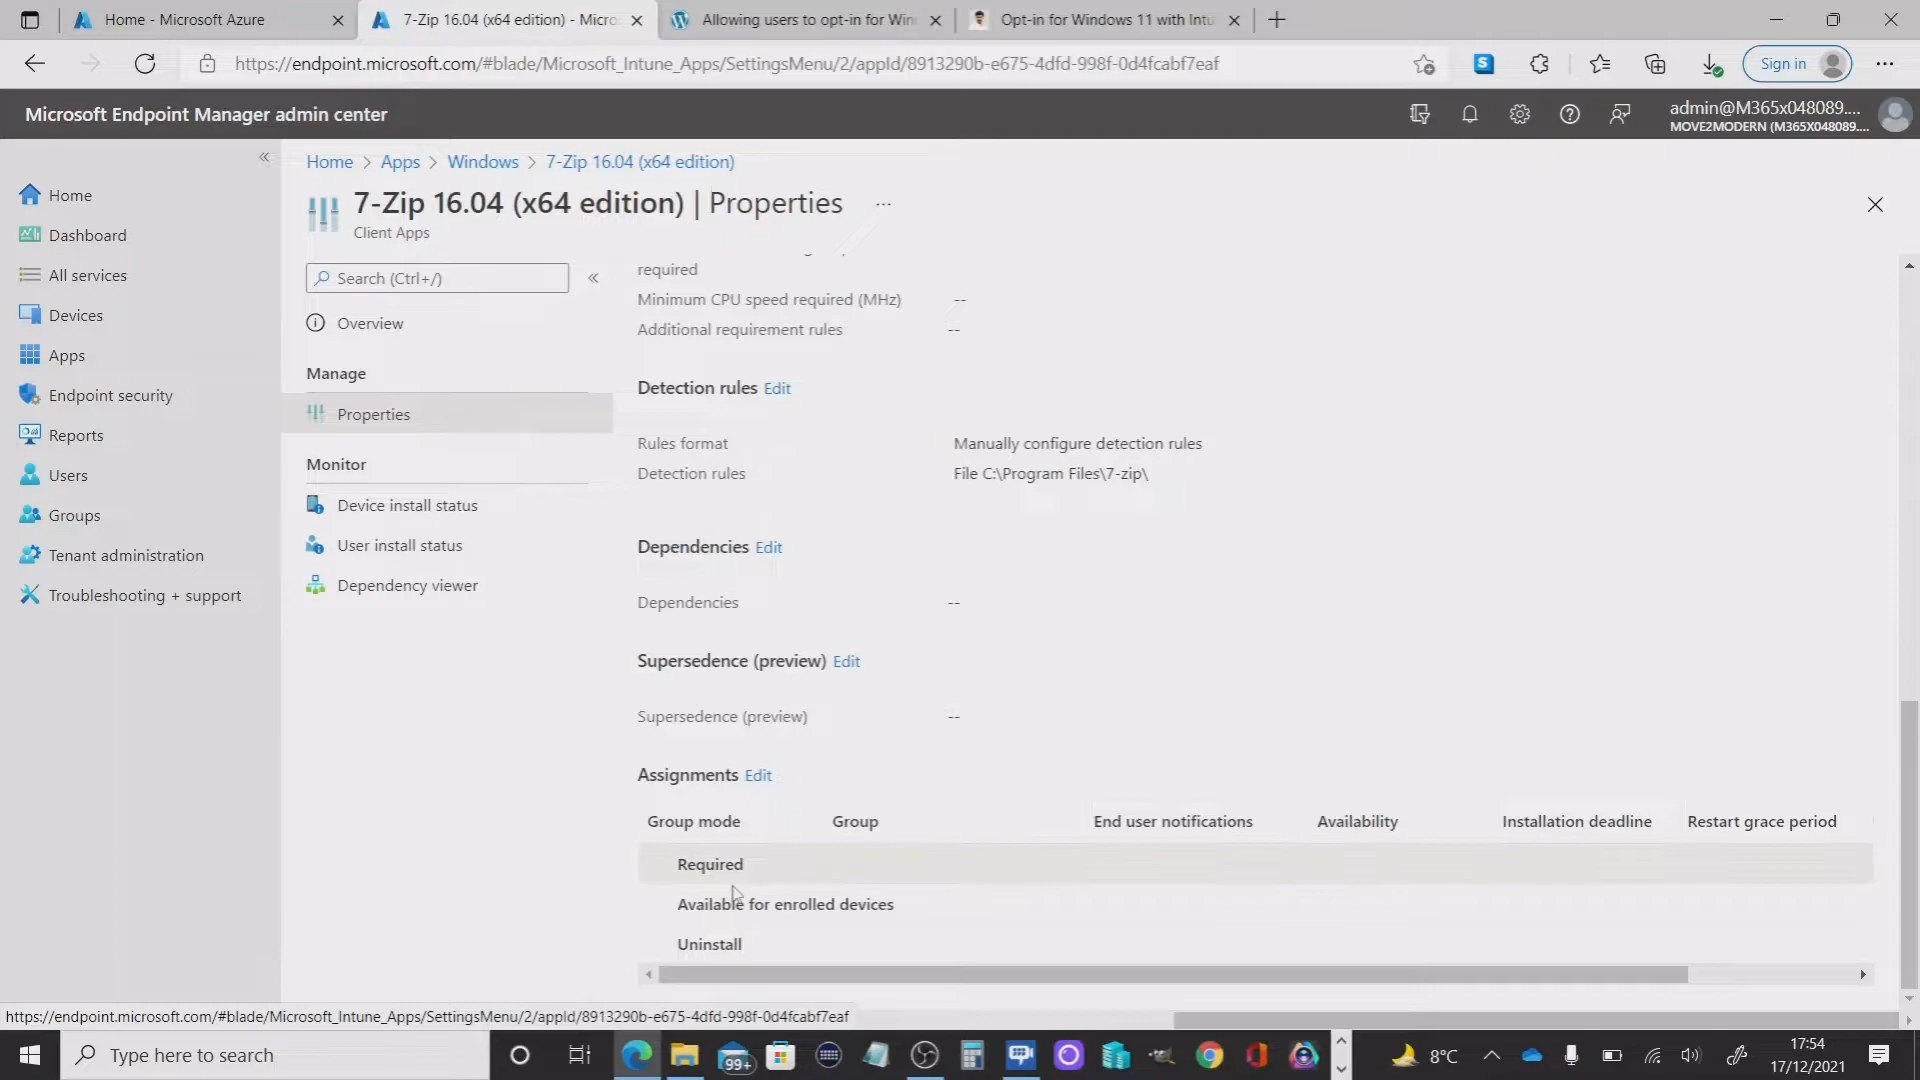 Home - Microsoft Azure
7-Zip 16.04 (x64 edition) - Micro
Allowing users to opt-in for Win
Opt-in for Windows 11 with Intu
https://endpoint.microsoft.com/#blade/Microsoft_Intune_Apps/SettingsMenu/2/appId/8913290b-e675-4dfd-998f-0d4fcabf7eaf
Sign in
Microsoft Endpoint Manager admin center
admin@M365x048089....
MOVE2MODERN (M365X048089....
Home
Dashboard
All services
Devices
Apps
Endpoint security
Reports
Users
Groups
Tenant administration
Troubleshooting + support
Home > Apps > Windows > 7-Zip 16.04 (x64 edition)
7-Zip 16.04 (x64 edition) | Properties ...
Client Apps
Search (Ctrl+/)
Overview
Manage
Properties
Monitor
Device install status
User install status
Dependency viewer
required
Minimum CPU speed required (MHz) --
Additional requirement rules --
Detection rules Edit
Rules format Manually configure detection rules
Detection rules File C:\Program Files\7-zip\
Dependencies Edit
Dependencies --
Supersedence (preview) Edit
Supersedence (preview) --
Assignments Edit
Group mode Group End user notifications Availability Installation deadline Restart grace period
Required
Available for enrolled devices
Uninstall
https://endpoint.microsoft.com/#blade/Microsoft_Intune_Apps/SettingsMenu/2/appId/8913290b-e675-4dfd-998f-0d4fcabf7eaf
Type here to search
99+
8°C
17:54
17/12/2021